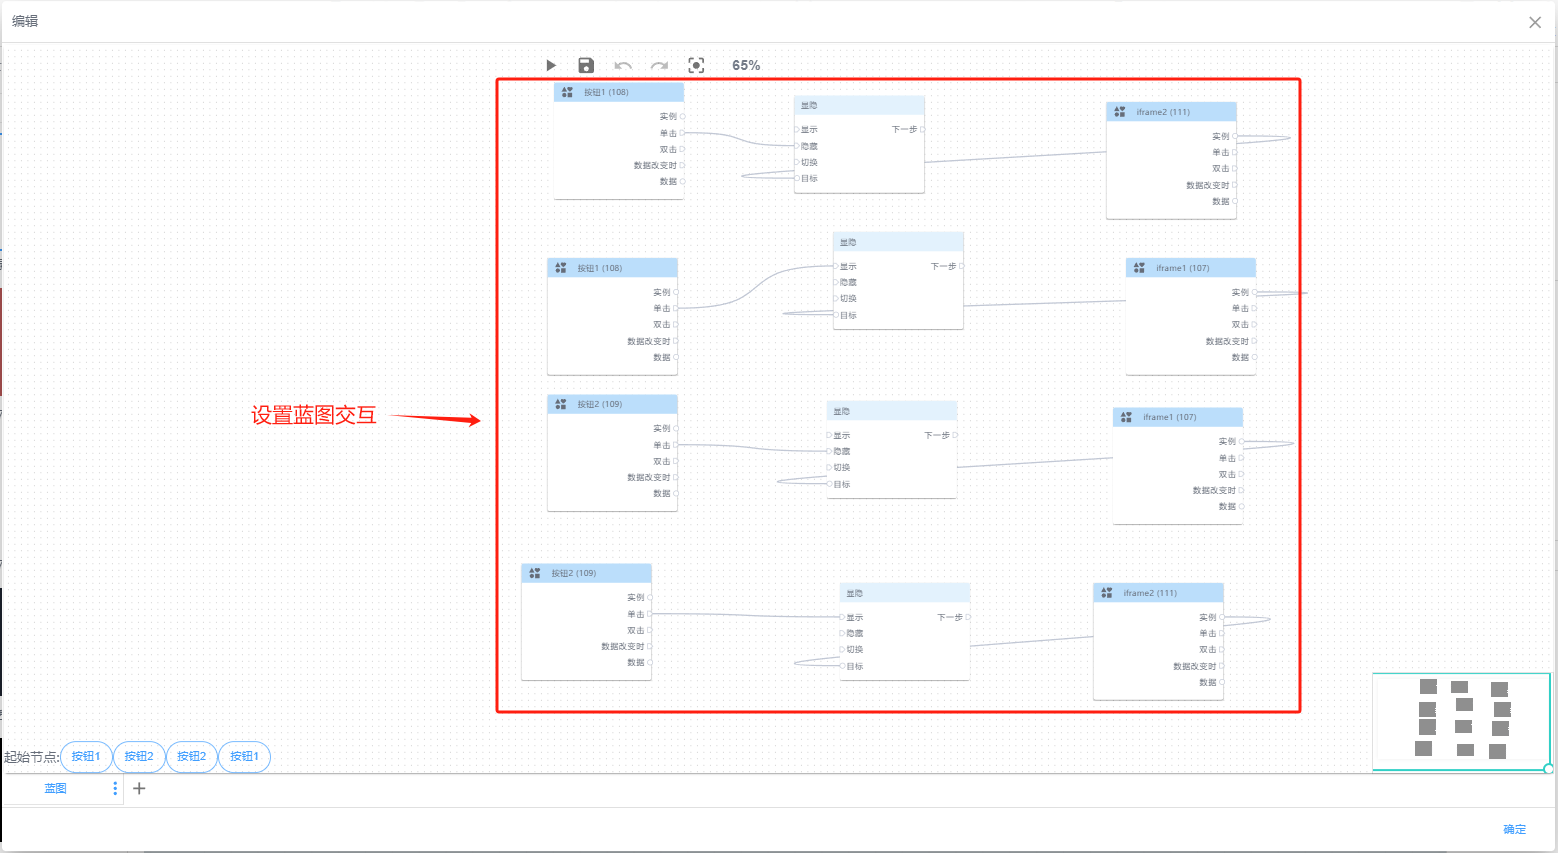 编辑
65%
按钮1 (108)
实例
单击
双击
数据改变时
数据
显隐
显示
下一步
隐藏
切换
目标
iframe2 (111)
实例
单击
双击
数据改变时
数据
按钮1 (108)
实例
单击
双击
数据改变时
数据
显隐
显示
下一步
隐藏
切换
目标
iframe1 (107)
实例
单击
双击
数据改变时
数据
设置蓝图交互
按钮2 (109)
实例
单击
双击
数据改变时
数据
显隐
显示
下一步
隐藏
切换
目标
iframe1 (107)
实例
单击
双击
数据改变时
数据
按钮2 (109)
实例
单击
双击
数据改变时
数据
显隐
显示
下一步
隐藏
切换
目标
iframe2 (111)
实例
单击
双击
数据改变时
数据
起始节点: 按钮1 按钮2 按钮2 按钮1
蓝图
确定